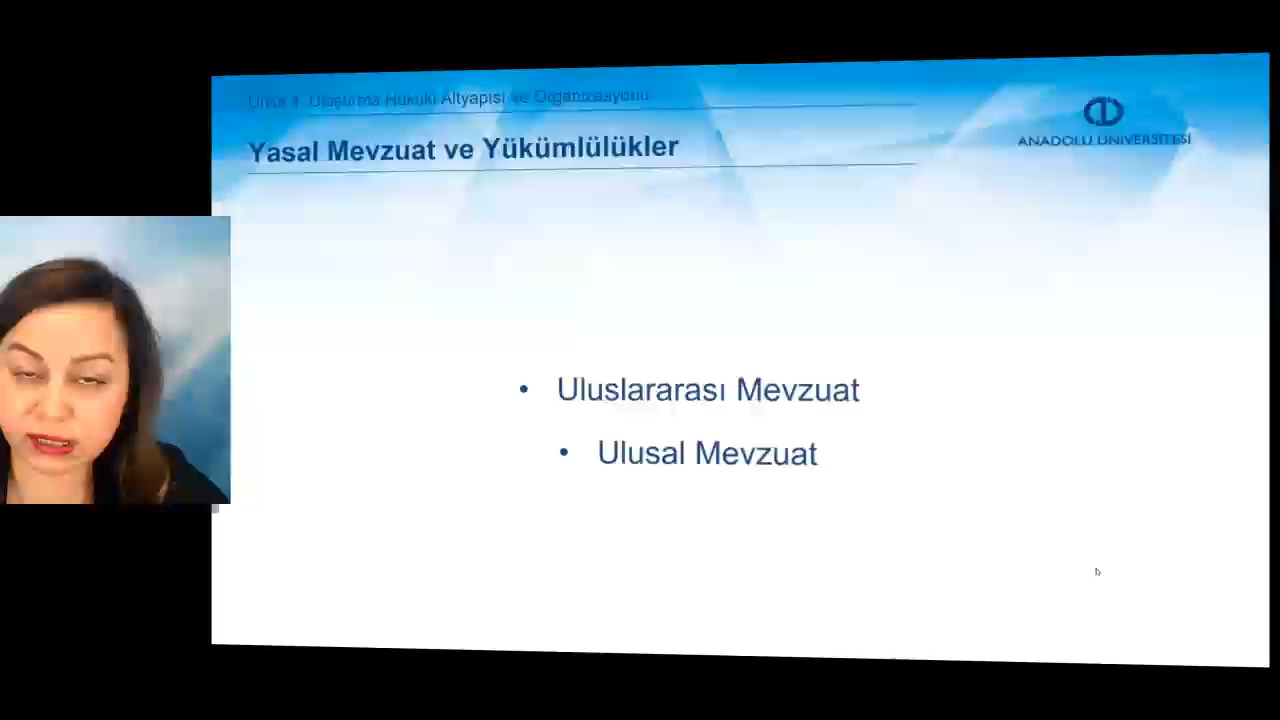 Ünite 4: Ulaştırma Hukuki Altyapısı ve Organizasyonu
Yasal Mevzuat ve Yükümlülükler
ANADOLU ÜNİVERSİTESİ
• Uluslararası Mevzuat
• Ulusal Mevzuat